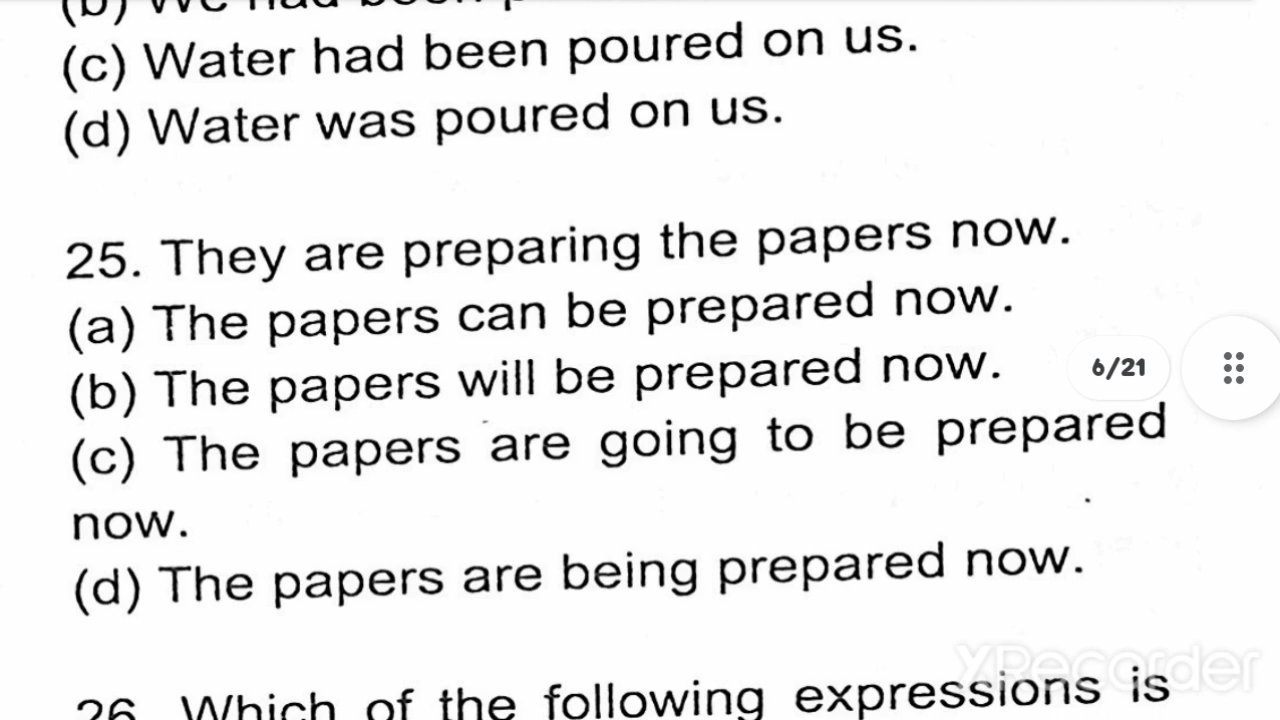 (c) Water had been poured on us.
(d) Water was poured on us.
25. They are preparing the papers now.
(a) The papers can be prepared now.
(b) The papers will be prepared now.
6/21
(c) The papers are going to be prepared
now.
(d) The papers are being prepared now.
XRecorder
26. Which of the following expressions is